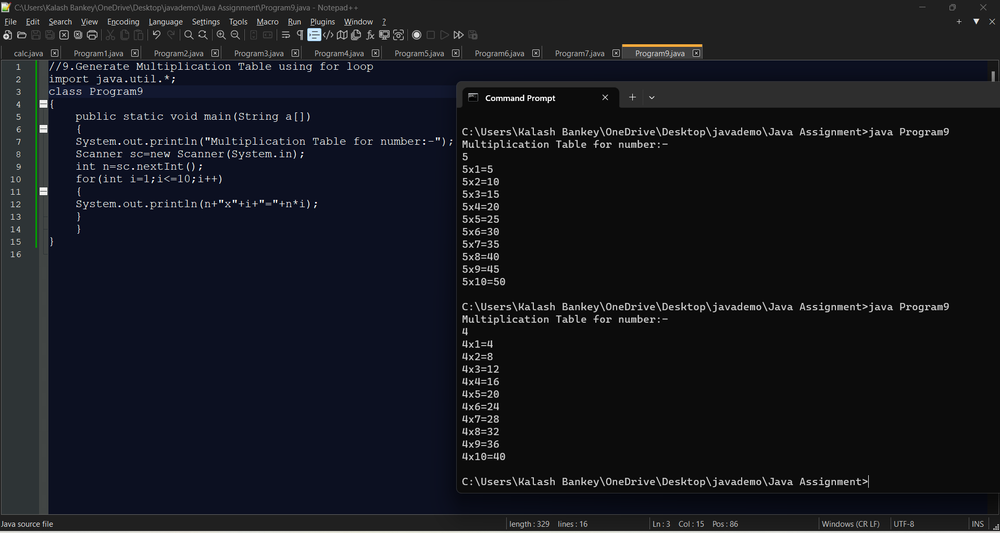 C:\Users\Kalash Bankey\OneDrive\Desktop\javademo\Java Assignment\Program9.java - Notepad++
File Edit Search View Encoding Language Settings Tools Macro Run Plugins Window ?
calc.java Program1.java Program2.java Program3.java Program4.java Program5.java Program6.java Program7.java Program9.java
1 //9.Generate Multiplication Table using for loop
2 import java.util.*;
3 class Program9
4 {
5 public static void main(String a[])
6 {
7 System.out.println("Multiplication Table for number:-");
8 Scanner sc=new Scanner(System.in);
9 int n=sc.nextInt();
10 for(int i=1;i<=10;i++)
11 {
12 System.out.println(n+"x"+i+"="+n*i);
13 }
14 }
15 }
16
Command Prompt
C:\Users\Kalash Bankey\OneDrive\Desktop\javademo\Java Assignment>java Program9
Multiplication Table for number:-
5
5x1=5
5x2=10
5x3=15
5x4=20
5x5=25
5x6=30
5x7=35
5x8=40
5x9=45
5x10=50
C:\Users\Kalash Bankey\OneDrive\Desktop\javademo\Java Assignment>java Program9
Multiplication Table for number:-
4
4x1=4
4x2=8
4x3=12
4x4=16
4x5=20
4x6=24
4x7=28
4x8=32
4x9=36
4x10=40
C:\Users\Kalash Bankey\OneDrive\Desktop\javademo\Java Assignment>
Java source file length : 329 lines : 16 Ln : 3 Col : 15 Pos : 86 Windows (CR LF) UTF-8 INS